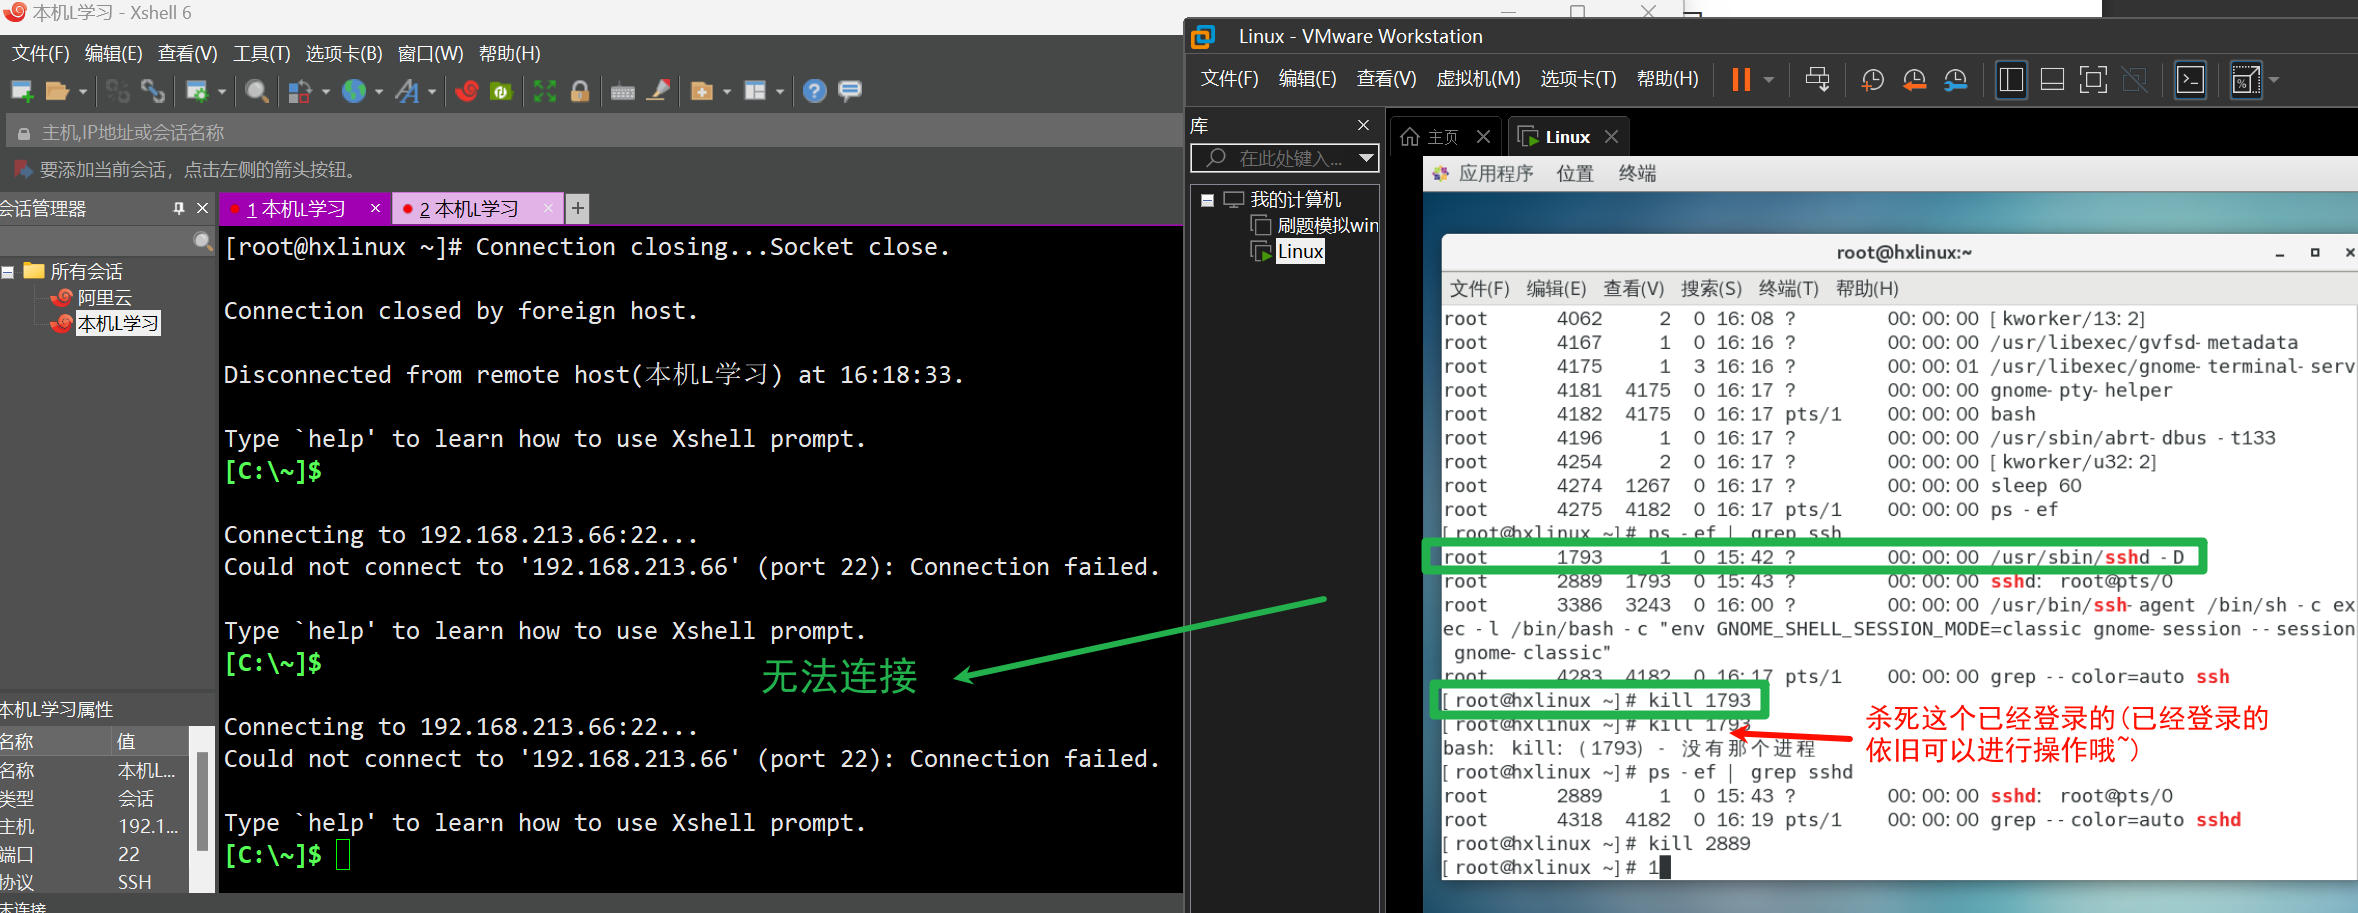 本机L学习 - Xshell 6
文件(F) 编辑(E) 查看(V) 工具(T) 选项卡(B) 窗口(W) 帮助(H)
主机,IP地址或会话名称
要添加当前会话，点击左侧的箭头按钮。
会话管理器
所有会话
阿里云
本机L学习
本机L学习属性
名称 值
名称 本机L...
类型 会话
主机 192.1...
端口 22
协议 SSH
未连接
1 本机L学习 2 本机L学习
[root@hxlinux ~]# Connection closing...Socket close.
Connection closed by foreign host.
Disconnected from remote host(本机L学习) at 16:18:33.
Type `help' to learn how to use Xshell prompt.
[C:\~]$
Connecting to 192.168.213.66:22...
Could not connect to '192.168.213.66' (port 22): Connection failed.
Type `help' to learn how to use Xshell prompt.
[C:\~]$
无法连接
Connecting to 192.168.213.66:22...
Could not connect to '192.168.213.66' (port 22): Connection failed.
Type `help' to learn how to use Xshell prompt.
[C:\~]$
Linux - VMware Workstation
文件(F) 编辑(E) 查看(V) 虚拟机(M) 选项卡(T) 帮助(H)
库
在此处键入...
我的计算机
刷题模拟win
Linux
主页 Linux
应用程序 位置 终端
root@hxlinux:~
文件(F) 编辑(E) 查看(V) 搜索(S) 终端(T) 帮助(H)
root 4062 2 0 16:08 ? 00:00:00 [kworker/13:2]
root 4167 1 0 16:16 ? 00:00:00 /usr/libexec/gvfsd-metadata
root 4175 1 3 16:16 ? 00:00:01 /usr/libexec/gnome-terminal-serv
root 4181 4175 0 16:17 ? 00:00:00 gnome-pty-helper
root 4182 4175 0 16:17 pts/1 00:00:00 bash
root 4196 1 0 16:17 ? 00:00:00 /usr/sbin/abrt-dbus -t133
root 4254 2 0 16:17 ? 00:00:00 [kworker/u32:2]
root 4274 1267 0 16:17 ? 00:00:00 sleep 60
root 4275 4182 0 16:17 pts/1 00:00:00 ps -ef
[root@hxlinux ~]# ps -ef | grep ssh
root 1793 1 0 15:42 ? 00:00:00 /usr/sbin/sshd -D
root 2889 1793 0 15:43 ? 00:00:00 sshd: root@pts/0
root 3386 3243 0 16:00 ? 00:00:00 /usr/bin/ssh-agent /bin/sh -c ex
ec -l /bin/bash -c "env GNOME_SHELL_SESSION_MODE=classic gnome-session --session
gnome-classic"
root 4283 4182 0 16:17 pts/1 00:00:00 grep --color=auto ssh
[root@hxlinux ~]# kill 1793
[root@hxlinux ~]# kill 1793
bash: kill: (1793) - 没有那个进程
杀死这个已经登录的(已经登录的
依旧可以进行操作哦~)
[root@hxlinux ~]# ps -ef | grep sshd
root 2889 1 0 15:43 ? 00:00:00 sshd: root@pts/0
root 4318 4182 0 16:19 pts/1 00:00:00 grep --color=auto sshd
[root@hxlinux ~]# kill 2889
[root@hxlinux ~]# 1